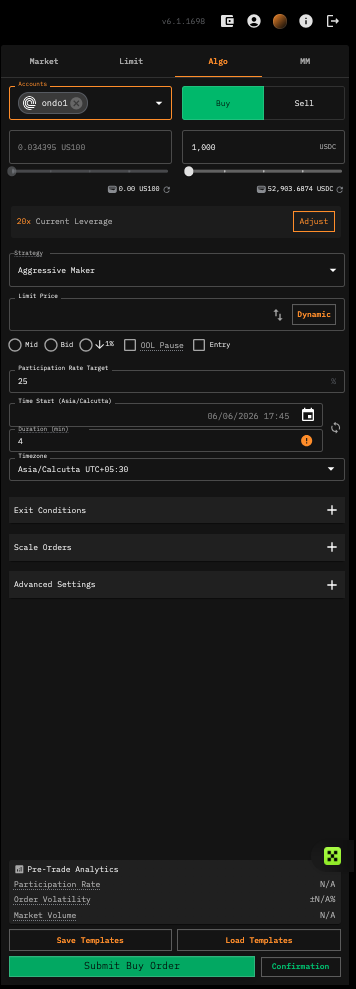 v6.1.1698
Market Limit Algo MM
Accounts
ondo1
Buy Sell
0.034395 US100
1,000 USDC
0.00 US100
52,903.6874 USDC
20x Current Leverage
Adjust
Strategy
Aggressive Maker
Limit Price
Dynamic
Mid Bid ↓1% OOL Pause Entry
Participation Rate Target
25 %
Time Start (Asia/Calcutta)
06/06/2026 17:45
Duration (min)
4
Timezone
Asia/Calcutta UTC+05:30
Exit Conditions
Scale Orders
Advanced Settings
Pre-Trade Analytics
Participation Rate N/A
Order Volatility ±N/A%
Market Volume N/A
Save Templates Load Templates
Submit Buy Order Confirmation